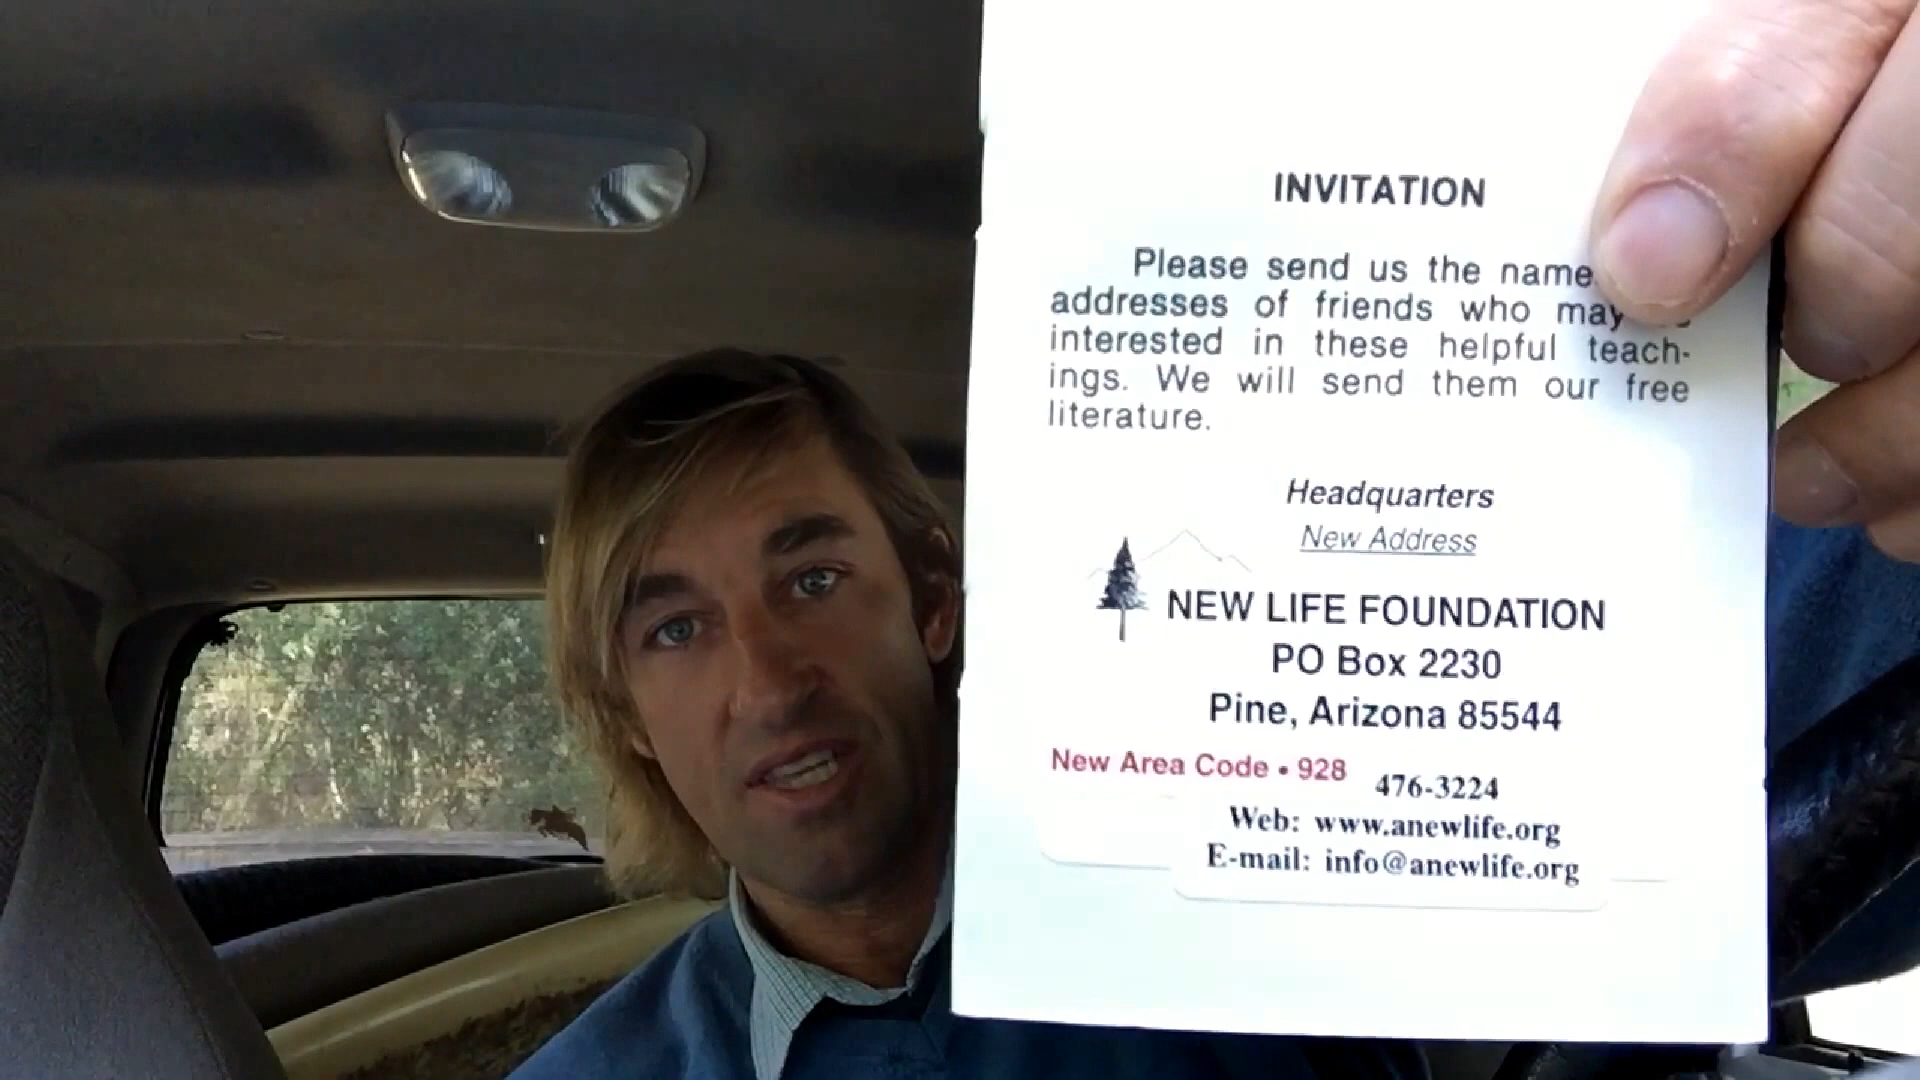 INVITATION
Please send us the name
addresses of friends who may
interested in these helpful teach-
ings. We will send them our free
literature.
Headquarters
New Address
NEW LIFE FOUNDATION
PO Box 2230
Pine, Arizona 85544
New Area Code • 928 476-3224
Web: www.anewlife.org
E-mail: info@anewlife.org